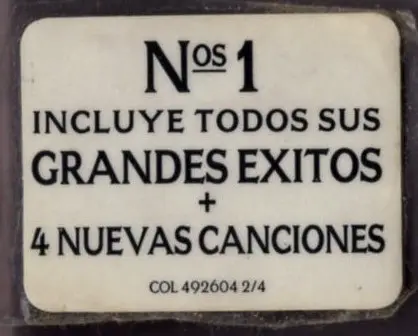 Nos 1
INCLUYE TODOS SUS
GRANDES EXITOS
+
4 NUEVAS CANCIONES
COL 492604 2/4